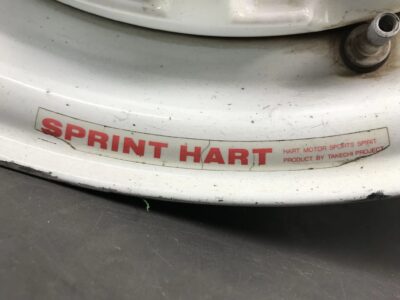 SPRINT HART
HART MOTOR SPORTS SPIRIT
PRODUCT BY TAKECHI PROJECT